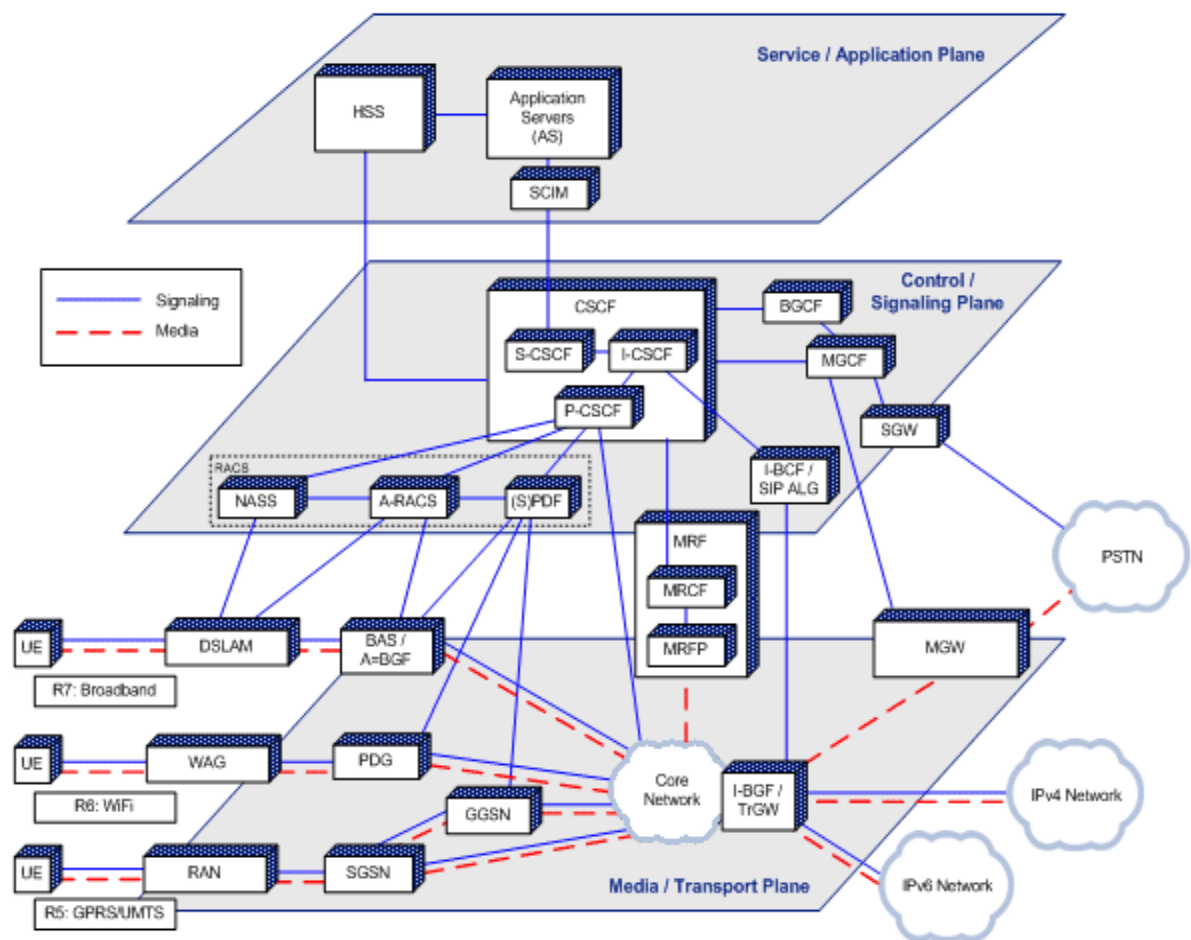 Service / Application Plane
HSS
Application
Servers
(AS)
SCIM
Signaling
Media
Control /
Signaling Plane
CSCF
BGCF
S-CSCF
I-CSCF
MGCF
P-CSCF
SGW
RACS
NASS
A-RACS
(S)PDF
I-BCF /
SIP ALG
MRF
PSTN
MRCF
UE
DSLAM
BAS /
A=BGF
MRFP
MGW
R7: Broadband
UE
WAG
PDG
Core
Network
I-BGF /
TrGW
IPv4 Network
R6: WiFi
GGSN
UE
RAN
SGSN
Media / Transport Plane
IPv6 Network
R5: GPRS/UMTS